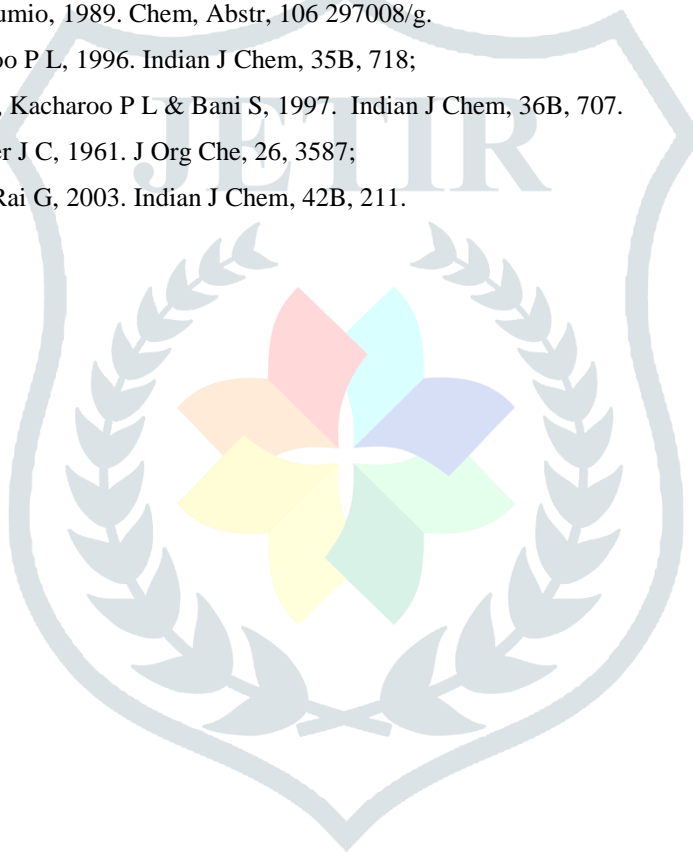 umio, 1989. Chem, Abstr, 106 297008/g.
oo P L, 1996. Indian J Chem, 35B, 718;
, Kacharoo P L & Bani S, 1997. Indian J Chem, 36B, 707.
er J C, 1961. J Org Che, 26, 3587;
Rai G, 2003. Indian J Chem, 42B, 211.
JETIR